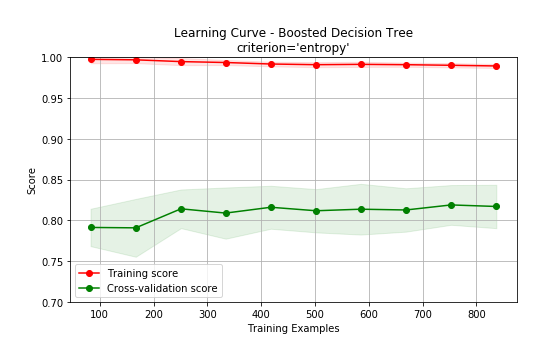 Learning Curve - Boosted Decision Tree
criterion='entropy'
1.00
0.95
0.90
0.85
0.80
0.75
0.70
Score
Training score
Cross-validation score
100
200
300
400
500
600
700
800
Training Examples